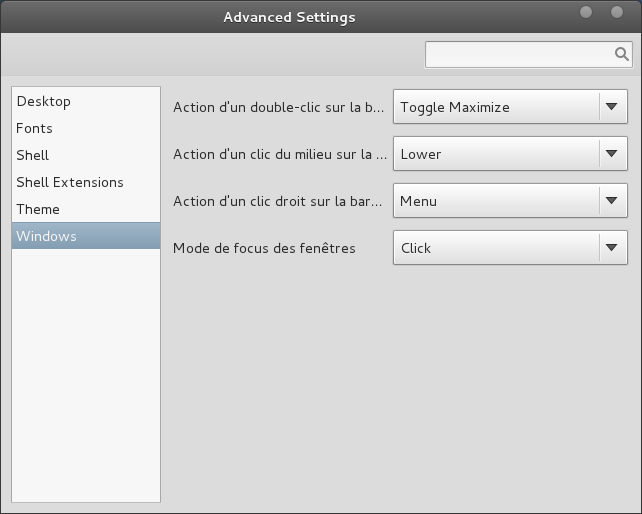 Advanced Settings
Desktop
Fonts
Shell
Shell Extensions
Theme
Windows
Action d'un double-clic sur la b... Toggle Maximize
Action d'un clic du milieu sur la ... Lower
Action d'un clic droit sur la bar... Menu
Mode de focus des fenêtres Click